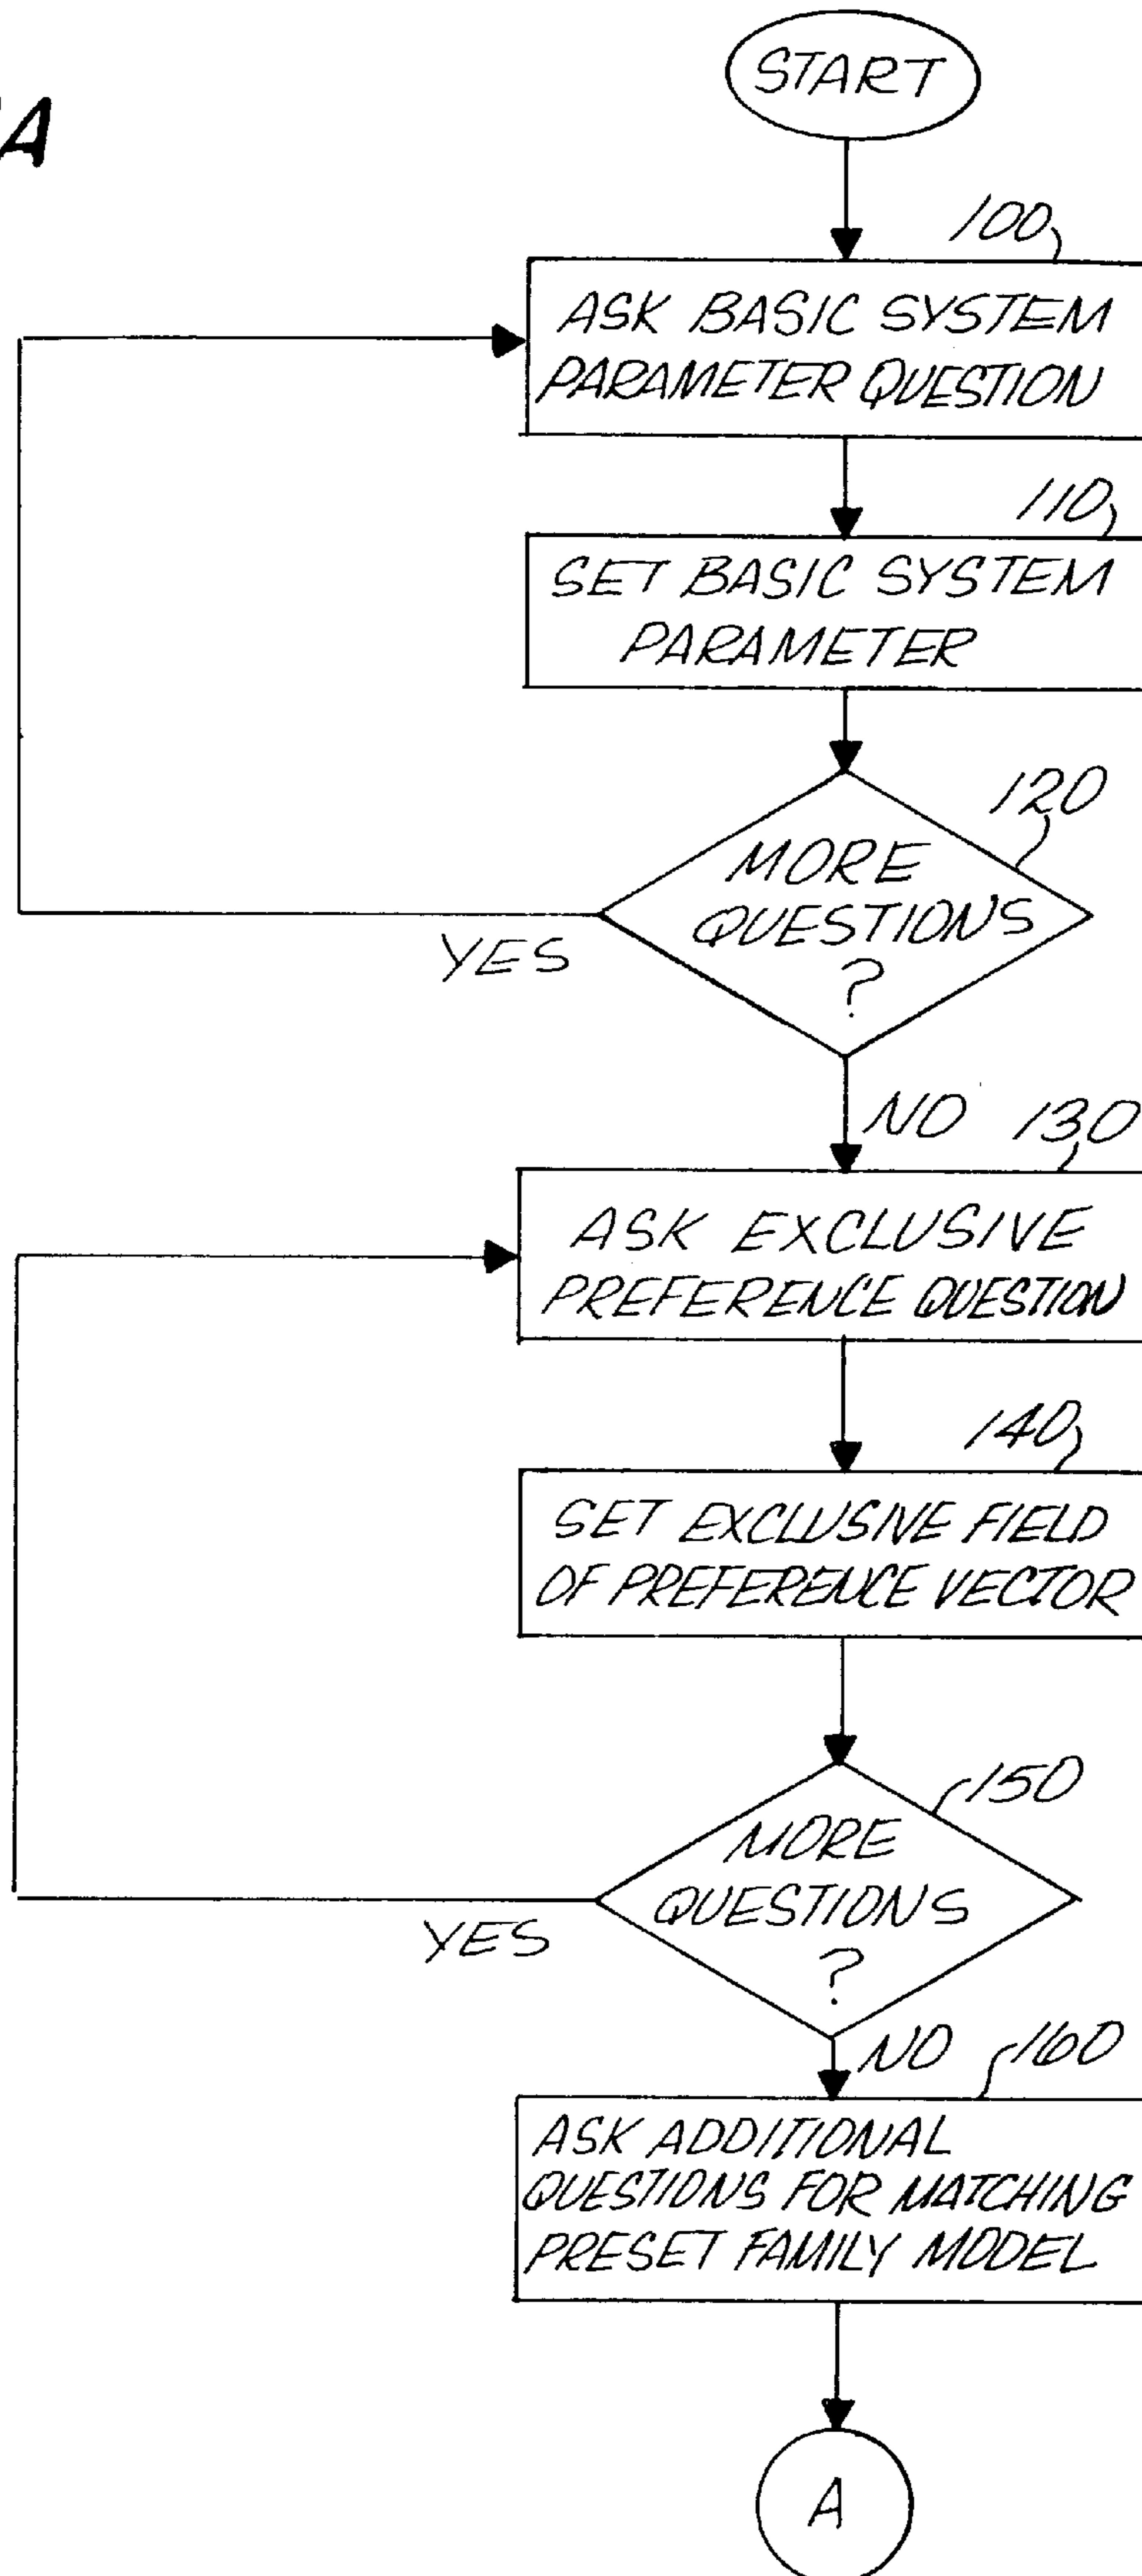 START
100
ASK BASIC SYSTEM
PARAMETER QUESTION
110
SET BASIC SYSTEM
PARAMETER
120
MORE
QUESTIONS
?
YES
NO
130
ASK EXCLUSIVE
PREFERENCE QUESTION
140
SET EXCLUSIVE FIELD
OF PREFERENCE VECTOR
150
MORE
QUESTIONS
?
YES
NO
160
ASK ADDITIONAL
QUESTIONS FOR MATCHING
PRESET FAMILY MODEL
A